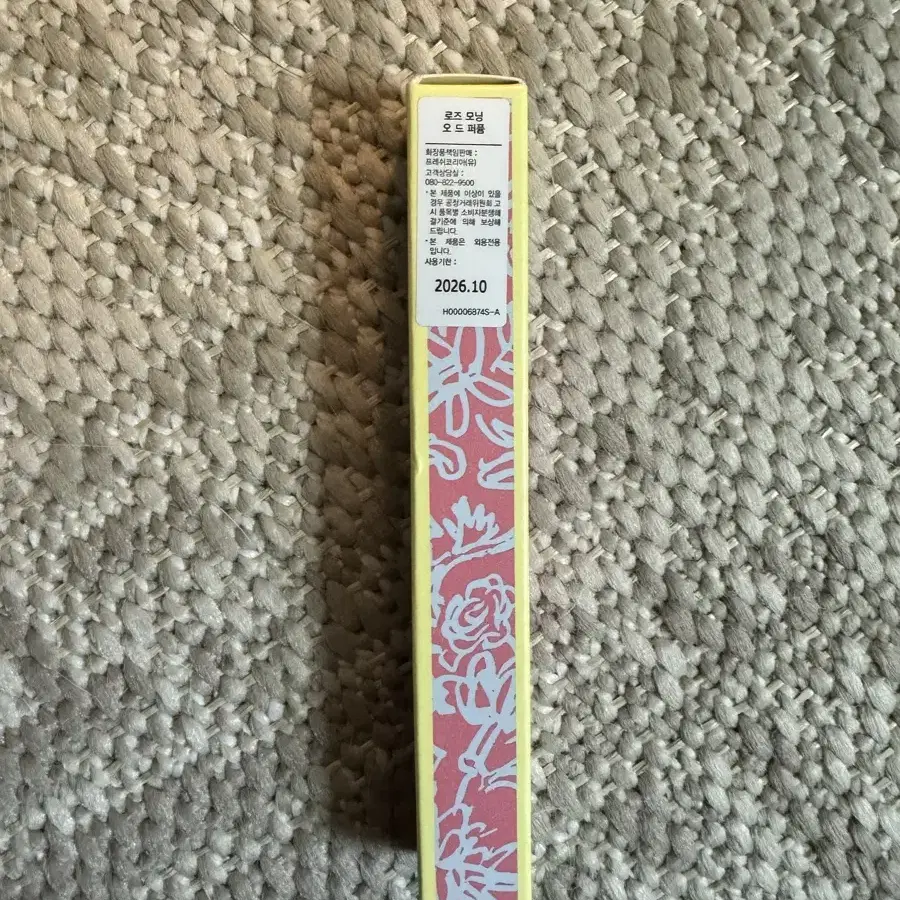 로즈 모닝
오 드 퍼퓸
화장품책임판매 :
프레쉬코리아(유)
고객상담실 :
080-822-9500
· 본 제품에 이상이 있을
경우 공정거래위원회 고
시 품목별 소비자분쟁해
결기준에 의해 보상해
드립니다.
· 본 제품은 외용전용
입니다.
사용기한 :
2026.10
H00006874S-A